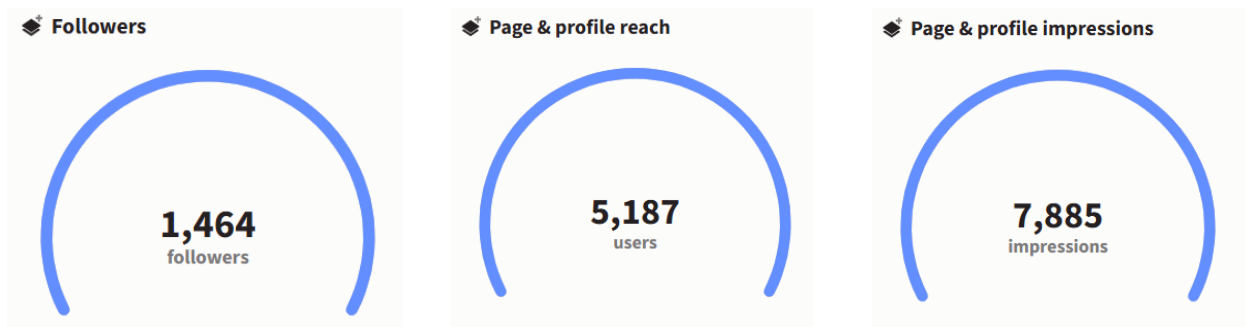 Followers
1,464
followers
Page & profile reach
5,187
users
Page & profile impressions
7,885
impressions